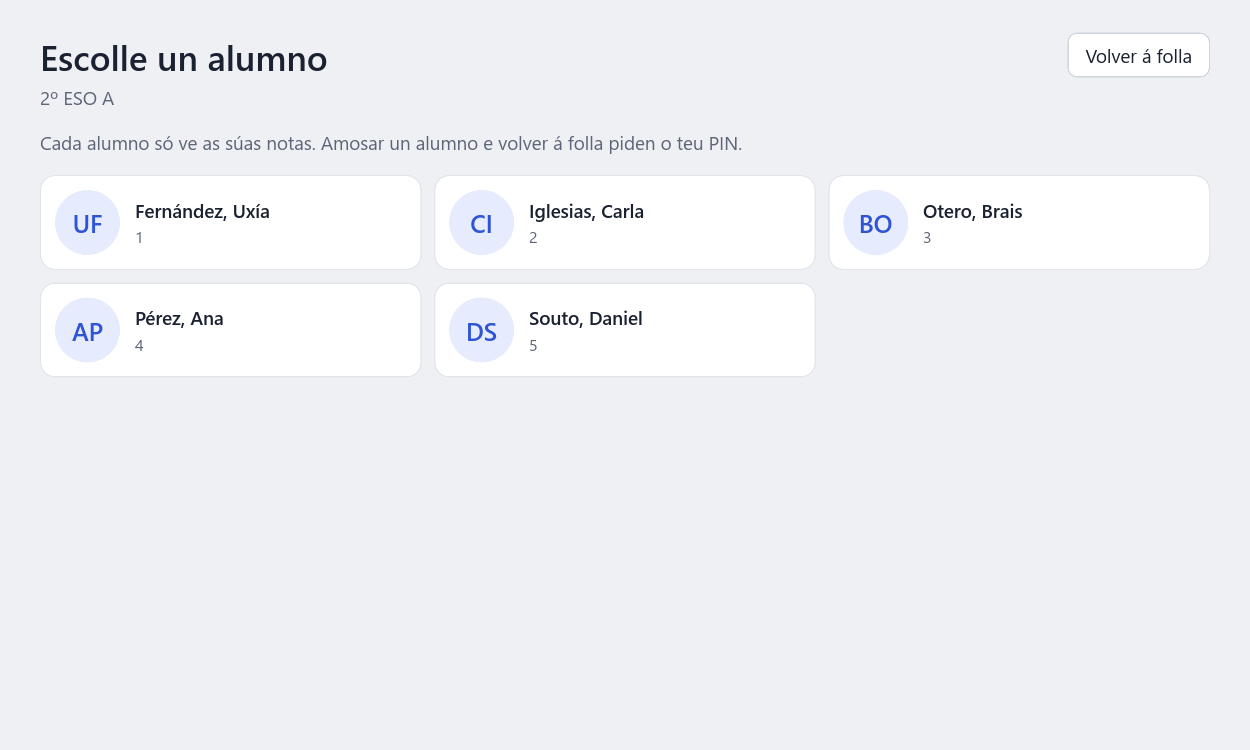 Escolle un alumno
Volver á folla
2º ESO A
Cada alumno só ve as súas notas. Amosar un alumno e volver á folla piden o teu PIN.
UF
Fernández, Uxía
1
CI
Iglesias, Carla
2
BO
Otero, Brais
3
AP
Pérez, Ana
4
DS
Souto, Daniel
5